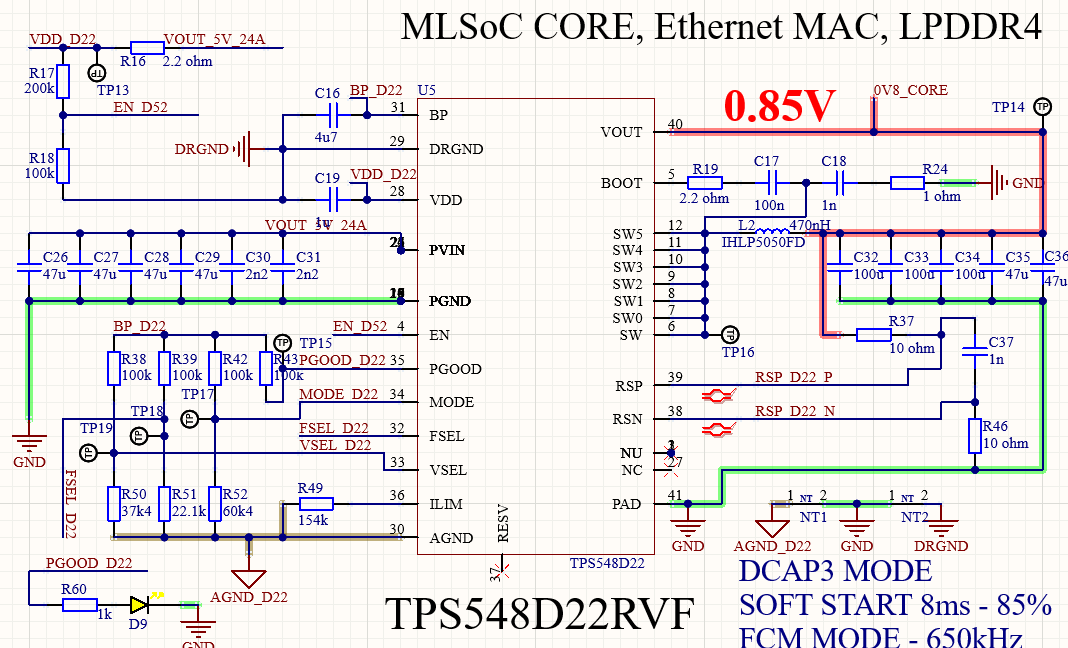 MLSoC CORE, Ethernet MAC, LPDDR4
VDD_D22
VOUT_5V_24A
R16
2.2 ohm
R17
200k
TP
TP13
EN_D52
R18
100k
C16
4u7
BP_D22
DRGND
C19
1u
VDD_D22
VOUT_5V_24A
U5
31
BP
29
DRGND
28
VDD
PVIN
PGND
4
EN
35
PGOOD
34
MODE
32
FSEL
33
VSEL
36
ILIM
30
AGND
RESV
37
TPS548D22
0.85V
0V8_CORE
TP14
TP
40
VOUT
5
BOOT
R19
2.2 ohm
C17
100n
C18
1n
R24
1 ohm
GND
12
SW5
11
SW4
10
SW3
9
SW2
8
SW1
7
SW0
6
SW
L2
470nH
IHLP5050FD
TP
TP16
C26
47u
C27
47u
C28
47u
C29
47u
C30
2n2
C31
2n2
C32
100u
C33
100u
C34
100u
C35
47u
C36
47u
R37
10 ohm
C37
1n
R46
10 ohm
39
RSP
RSP_D22_P
38
RSN
RSP_D22_N
NU
27
NC
41
PAD
GND
1
NT
2
NT1
AGND_D22
GND
1
NT
2
NT2
DRGND
BP_D22
EN_D52
TP
TP15
R38
100k
R39
100k
R42
100k
R43
100k
PGOOD_D22
MODE_D22
FSEL_D22
VSEL_D22
TP17
TP
TP18
TP
TP19
TP
GND
FSEL_D22
R50
37k4
R51
22.1k
R52
60k4
R49
154k
AGND_D22
PGOOD_D22
R60
1k
D9
GND
TPS548D22RVF
DCAP3 MODE
SOFT START 8ms - 85%
FCM MODE - 650kHz